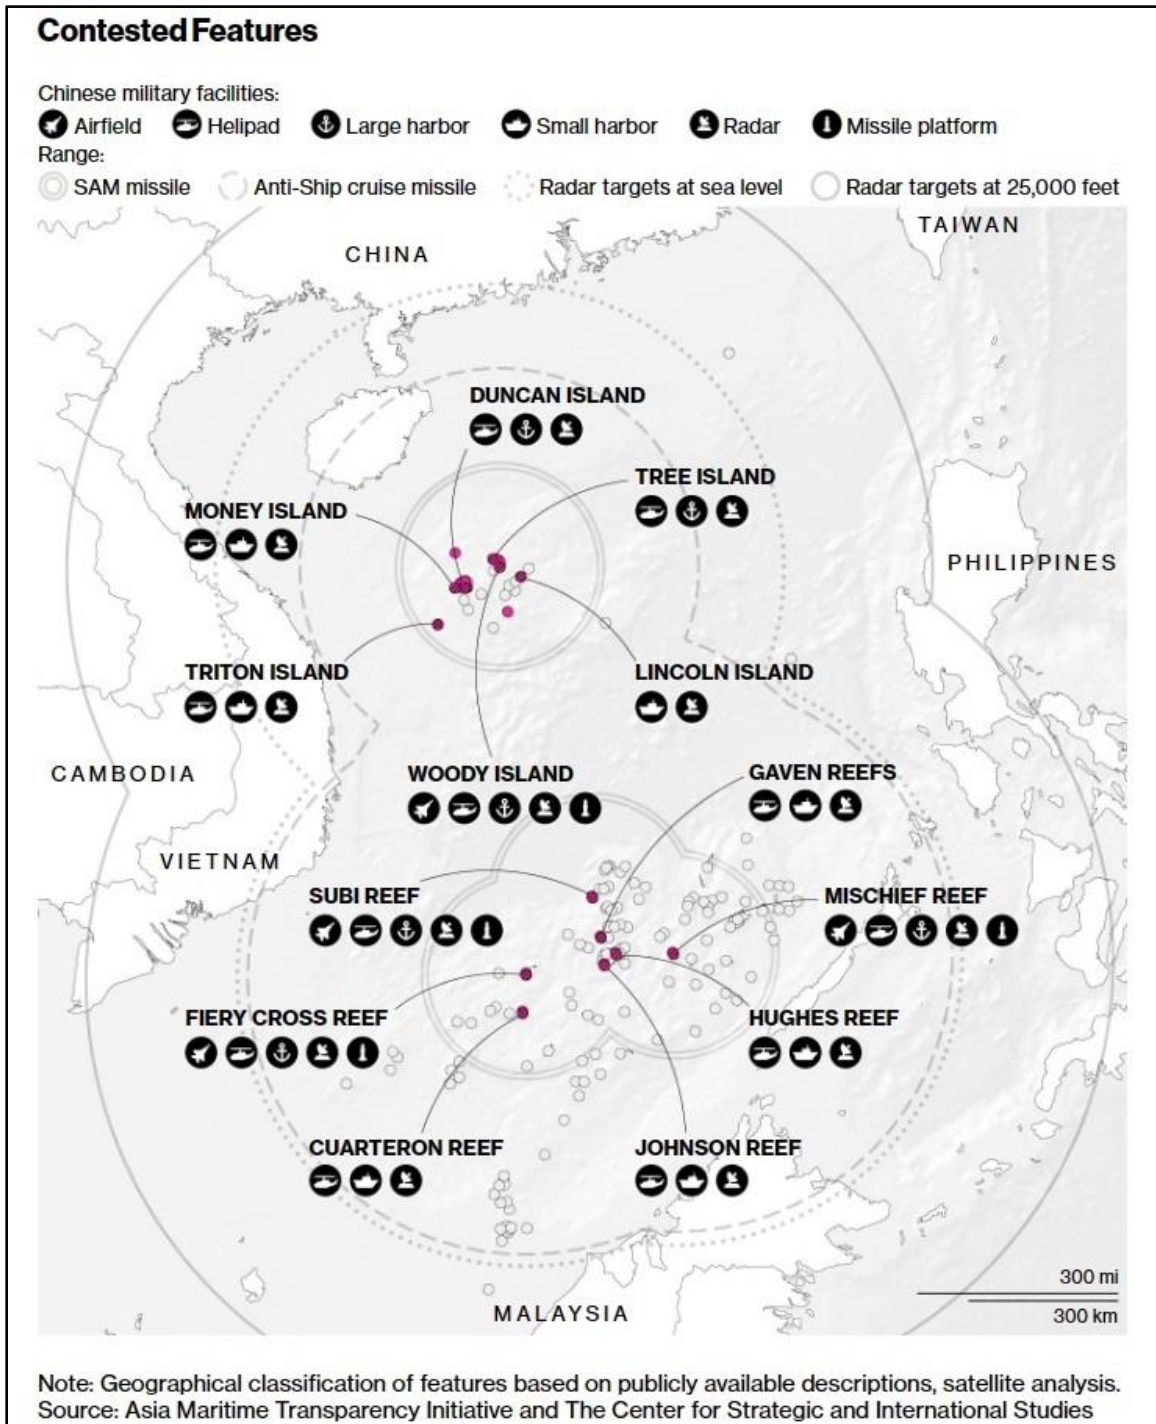 Contested Features
Chinese military facilities:
Airfield Helipad Large harbor Small harbor Radar Missile platform
Range:
SAM missile Anti-Ship cruise missile Radar targets at sea level Radar targets at 25,000 feet
TAIWAN
CHINA
DUNCAN ISLAND
TREE ISLAND
MONEY ISLAND
PHILIPPINES
TRITON ISLAND
LINCOLN ISLAND
CAMBODIA
WOODY ISLAND
GAVEN REEFS
VIETNAM
SUBI REEF
MISCHIEF REEF
FIERY CROSS REEF
HUGHES REEF
CUARTERON REEF
JOHNSON REEF
300 mi
MALAYSIA
300 km
Note: Geographical classification of features based on publicly available descriptions, satellite analysis.
Source: Asia Maritime Transparency Initiative and The Center for Strategic and International Studies